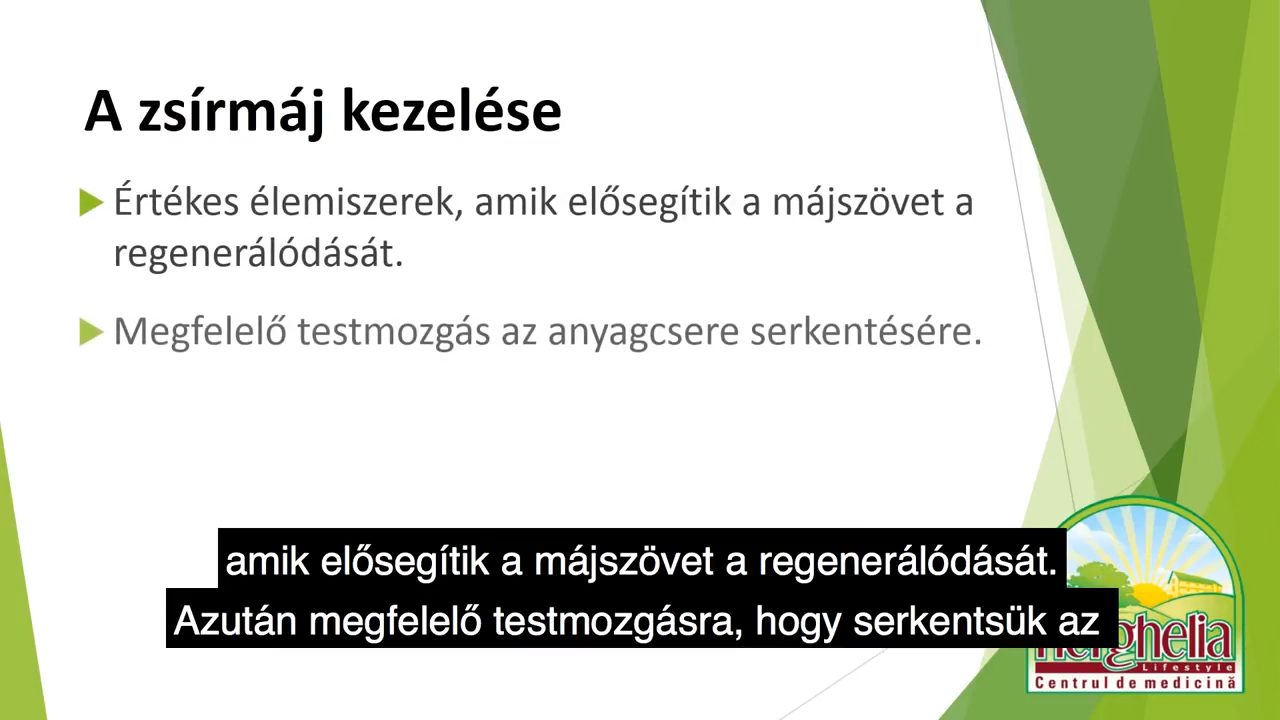 A zsírmáj kezelése
Értékes élemiszerek, amik elősegítik a májszövet a
regenerálódását.
Megfelelő testmozgás az anyagcsere serkentésére.
amik elősegítik a májszövet a regenerálódását.
Azután megfelelő testmozgásra, hogy serkentsük az
Herghelia
Lifestyle
Centrul de medicină